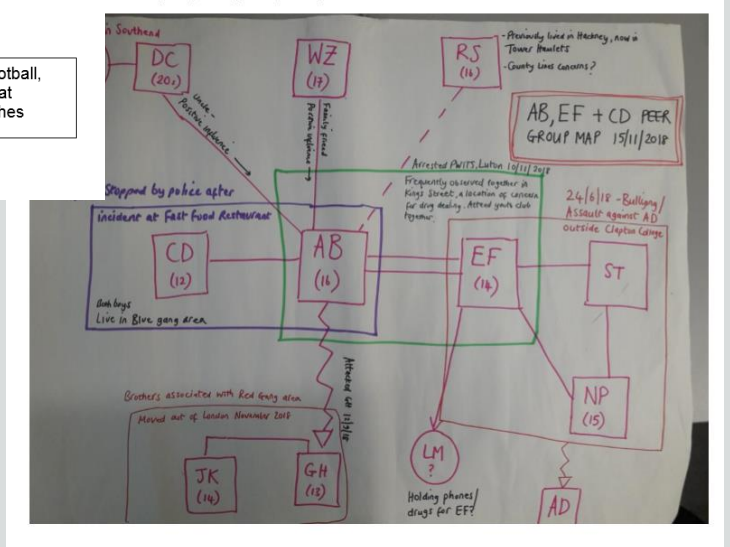 otball,
at
hes
n Southend
DC
(20s)
Uncle -
Positive influence
WZ
(17)
Family friend
Positive influence
RS
(16)
- Previously lived in Hackney, now in
Tower Hamlets
- County Lines concerns?
AB, EF + CD PEER
GROUP MAP 15/11/2018
Arrested PWITS, Luton 10/11/2018
Frequently observed together in
Kings Street, a location of concern
for drug dealing. Attend youth club
together.
24/6/18 - Bullying/
Assault against AD
outside Clapton College
Stopped by police after
incident at Fast Food Restaurant
CD
(12)
AB
(16)
EF
(14)
ST
Both boys
Live in Blue gang area
Attacked GH
NP
(15)
Brothers associated with Red Gang area
Moved out of London November 2018
JK
(14)
GH
(13)
LM
?
Holding phones/
drugs for EF?
AD